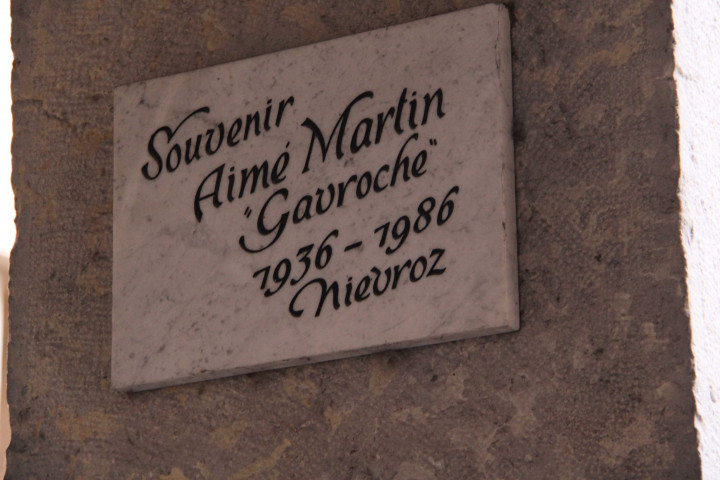 Souvenir
Aimé Martin
"Gavroche"
1936 - 1986
Nievroz